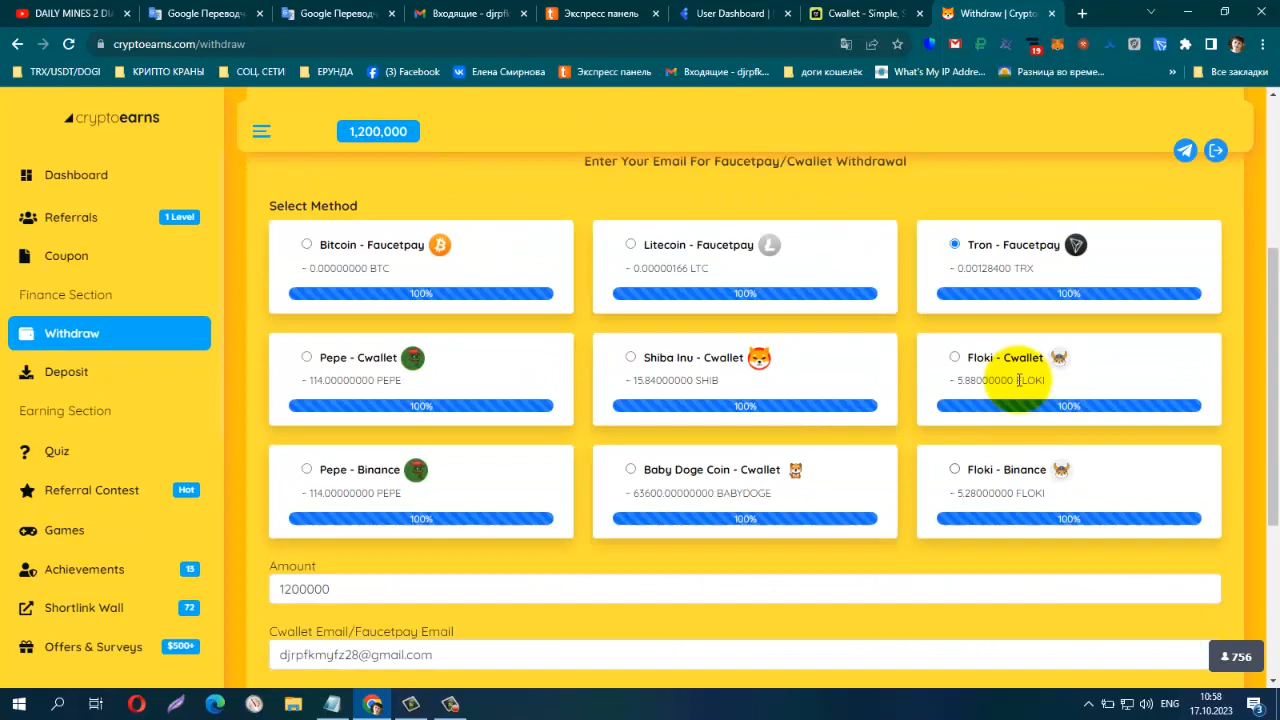 DAILY MINES 2 DI
Google Переводч
Google Переводч
Входящие - djrp
Экспресс панель
User Dashboard |
Cwallet - Simple, S
Withdraw | Crypto
cryptoearns.com/withdraw
TRX/USDT/DOGI
КРИПТО КРАНЫ
СОЦ. СЕТИ
ЕРУНДА
(3) Facebook
Елена Смирнова
Экспресс панель
Входящие - djrpfk...
доги кошелёк
What's My IP Addre...
Разница во време...
»
Все закладки
cryptoearns
1,200,000
Enter Your Email For Faucetpay/Cwallet Withdrawal
Dashboard
Referrals
1 Level
Coupon
Finance Section
Withdraw
Deposit
Earning Section
Quiz
Referral Contest
Hot
Games
Achievements
15
Shortlink Wall
72
Offers & Surveys
$500+
Select Method
Bitcoin - Faucetpay
~ 0.00000000 BTC
100%
Litecoin - Faucetpay
~ 0.00000166 LTC
100%
Tron - Faucetpay
~ 0.00128400 TRX
100%
Pepe - Cwallet
~ 114.00000000 PEPE
100%
Shiba Inu - Cwallet
~ 15.84000000 SHIB
100%
Floki - Cwallet
~ 5.88000000 FLOKI
100%
Pepe - Binance
~ 114.00000000 PEPE
100%
Baby Doge Coin - Cwallet
~ 63600.00000000 BABYDOGE
100%
Floki - Binance
~ 5.28000000 FLOKI
100%
Amount
1200000
Cwallet Email/Faucetpay Email
djrpfkmyfz28@gmail.com
756
ENG
10:58
17.10.2023
3